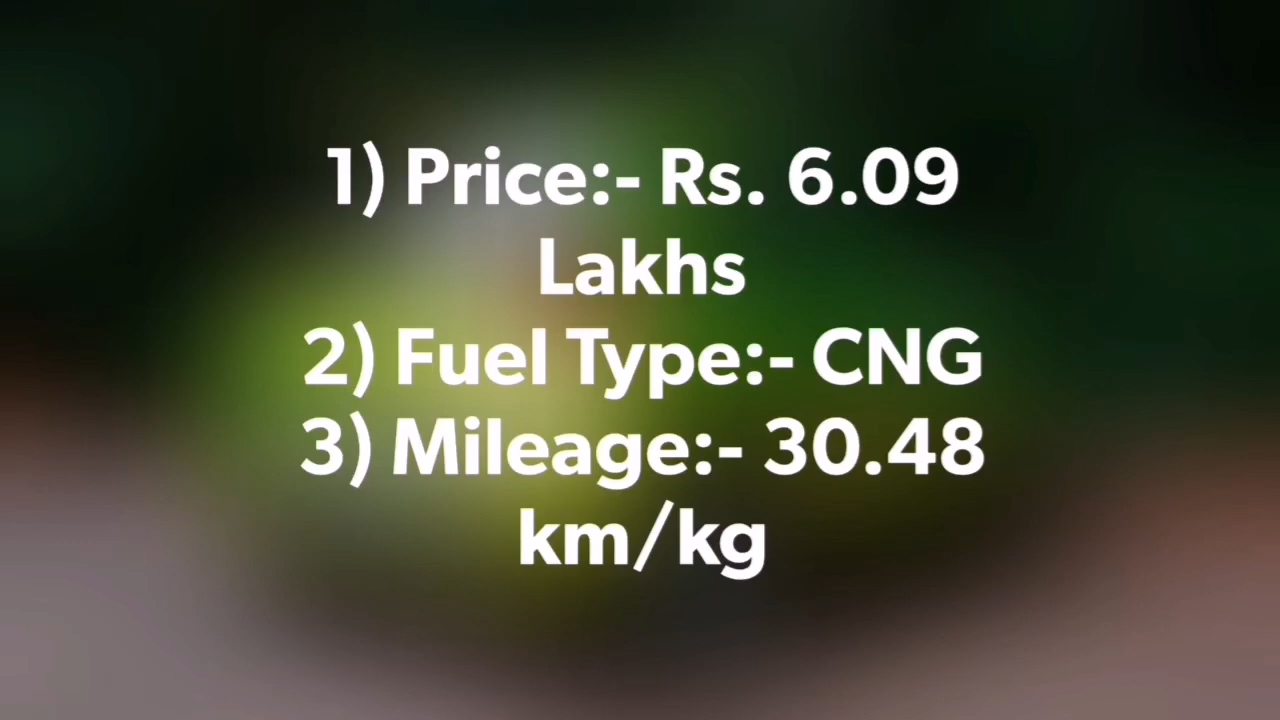 1) Price:- Rs. 6.09
Lakhs
2) Fuel Type:- CNG
3) Mileage:- 30.48
km/kg